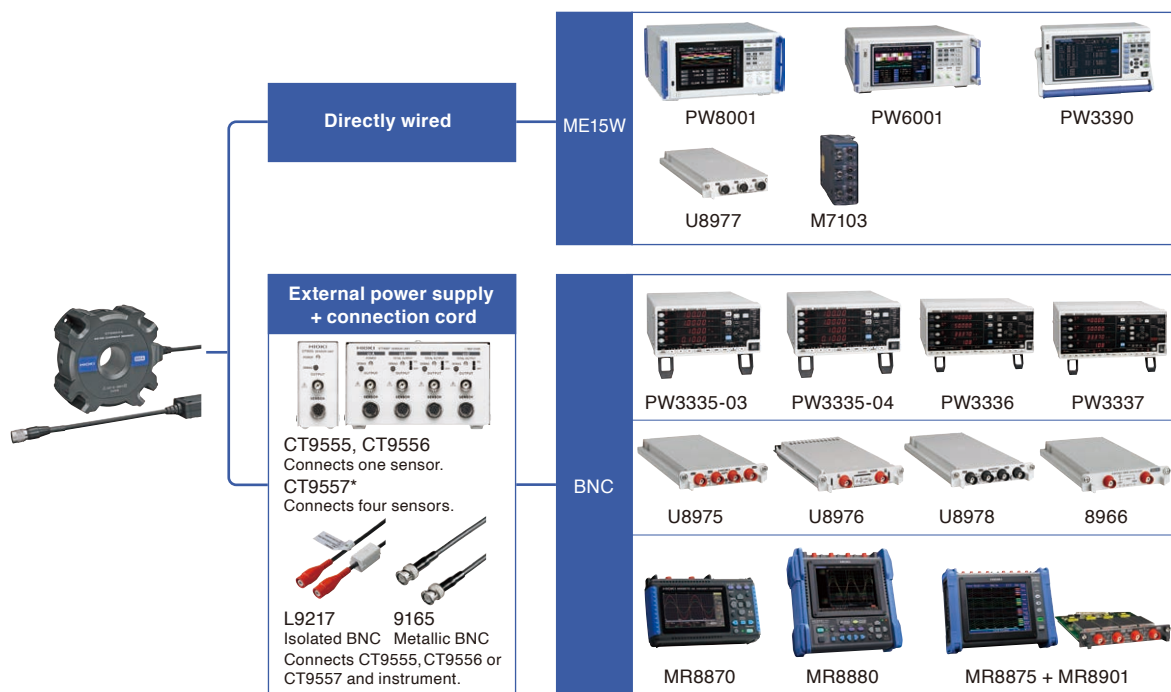 Directly wired
ME15W
PW8001
PW6001
PW3390
U8977
M7103
External power supply
+ connection cord
HIOKI
HIOKI
CT9555, CT9556
Connects one sensor.
CT9557*
Connects four sensors.
L9217
9165
Isolated BNC
Metallic BNC
Connects CT9555, CT9556 or
CT9557 and instrument.
BNC
PW3335-03
PW3335-04
PW3336
PW3337
U8975
U8976
U8978
8966
MR8870
MR8880
MR8875 + MR8901